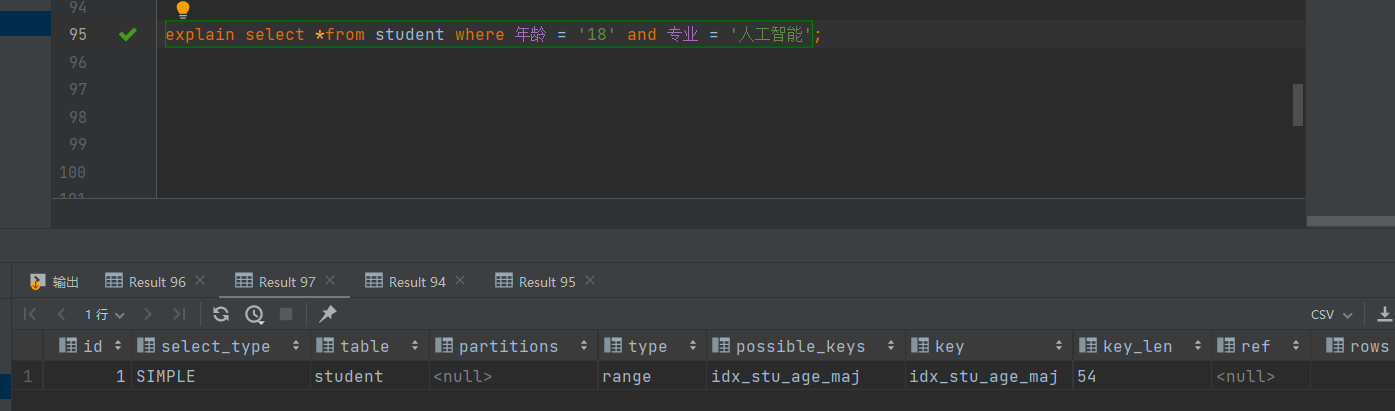 94
95 explain select *from student where 年龄 = '18' and 专业 = '人工智能';
96
97
98
99
100
101
输出 Result 96 Result 97 Result 94 Result 95
1 行 CSV
id select_type table partitions type possible_keys key key_len ref rows
1 1 SIMPLE student <null> range idx_stu_age_maj idx_stu_age_maj 54 <null>